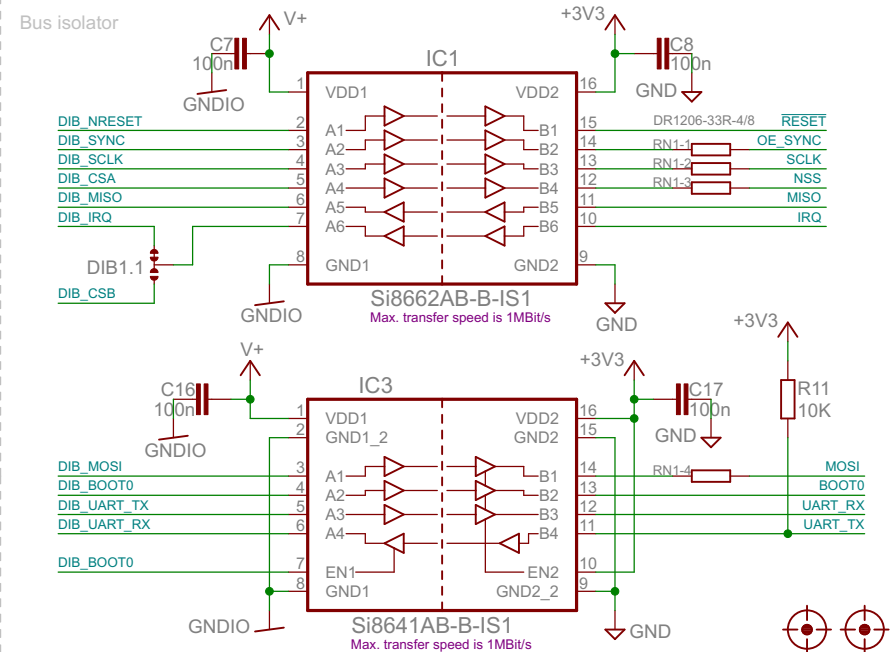 Bus isolator
V+
+3V3
C7
100n
GNDIO
IC1
C8
100n
GND
1
VDD1
VDD2
16
DIB_NRESET
2
A1
B1
15
DR1206-33R-4/8
RESET
DIB_SYNC
3
A2
B2
14
RN1-1
OE_SYNC
DIB_SCLK
4
A3
B3
13
RN1-2
SCLK
DIB_CSA
5
A4
B4
12
RN1-3
NSS
DIB_MISO
6
A5
B5
11
MISO
DIB_IRQ
7
A6
B6
10
IRQ
DIB1.1
8
GND1
GND2
9
DIB_CSB
GNDIO
Si8662AB-B-IS1
Max. transfer speed is 1MBit/s
GND
+3V3
V+
+3V3
C16
100n
GNDIO
IC3
C17
100n
GND
R11
10K
1
VDD1
VDD2
16
2
GND1_2
GND2
15
DIB_MOSI
3
A1
B1
14
RN1-4
MOSI
DIB_BOOT0
4
A2
B2
13
BOOT0
DIB_UART_TX
5
A3
B3
12
UART_RX
DIB_UART_RX
6
A4
B4
11
UART_TX
DIB_BOOT0
7
EN1
EN2
10
8
GND1
GND2_2
9
GNDIO
Si8641AB-B-IS1
Max. transfer speed is 1MBit/s
GND